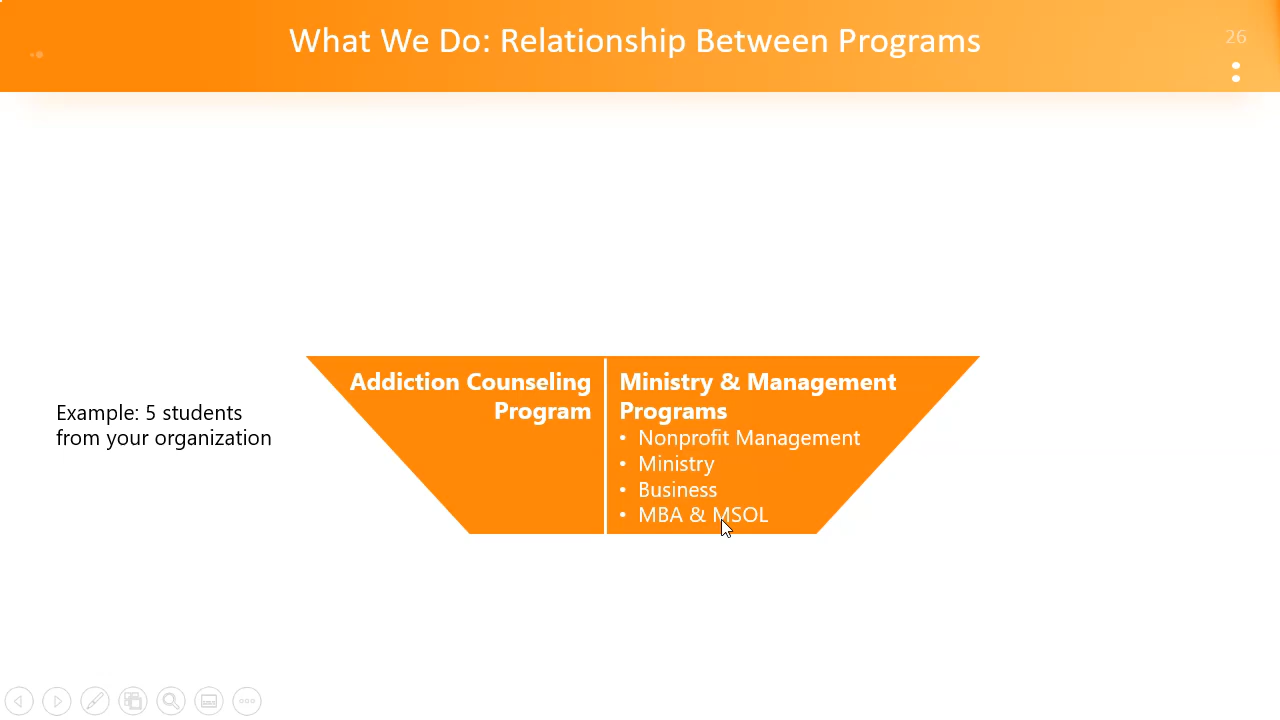 What We Do: Relationship Between Programs
26
Example: 5 students
from your organization
Addiction Counseling
Program
Ministry & Management
Programs
• Nonprofit Management
• Ministry
• Business
• MBA & MSOL